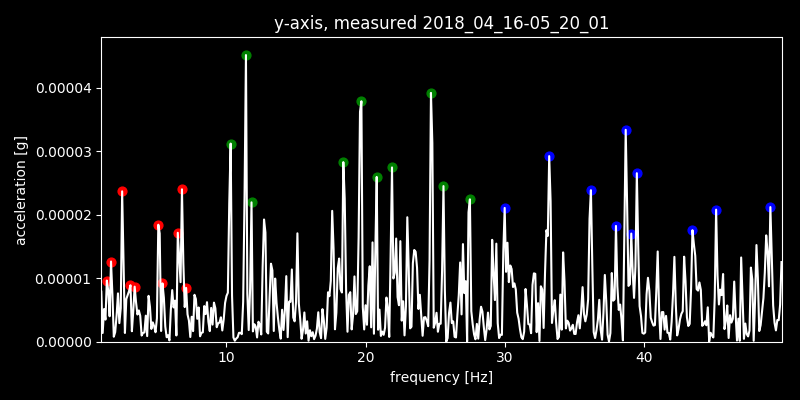 y-axis, measured 2018_04_16-05_20_01
0.00004
0.00003
0.00002
0.00001
0.00000
acceleration [g]
10 20 30 40
frequency [Hz]